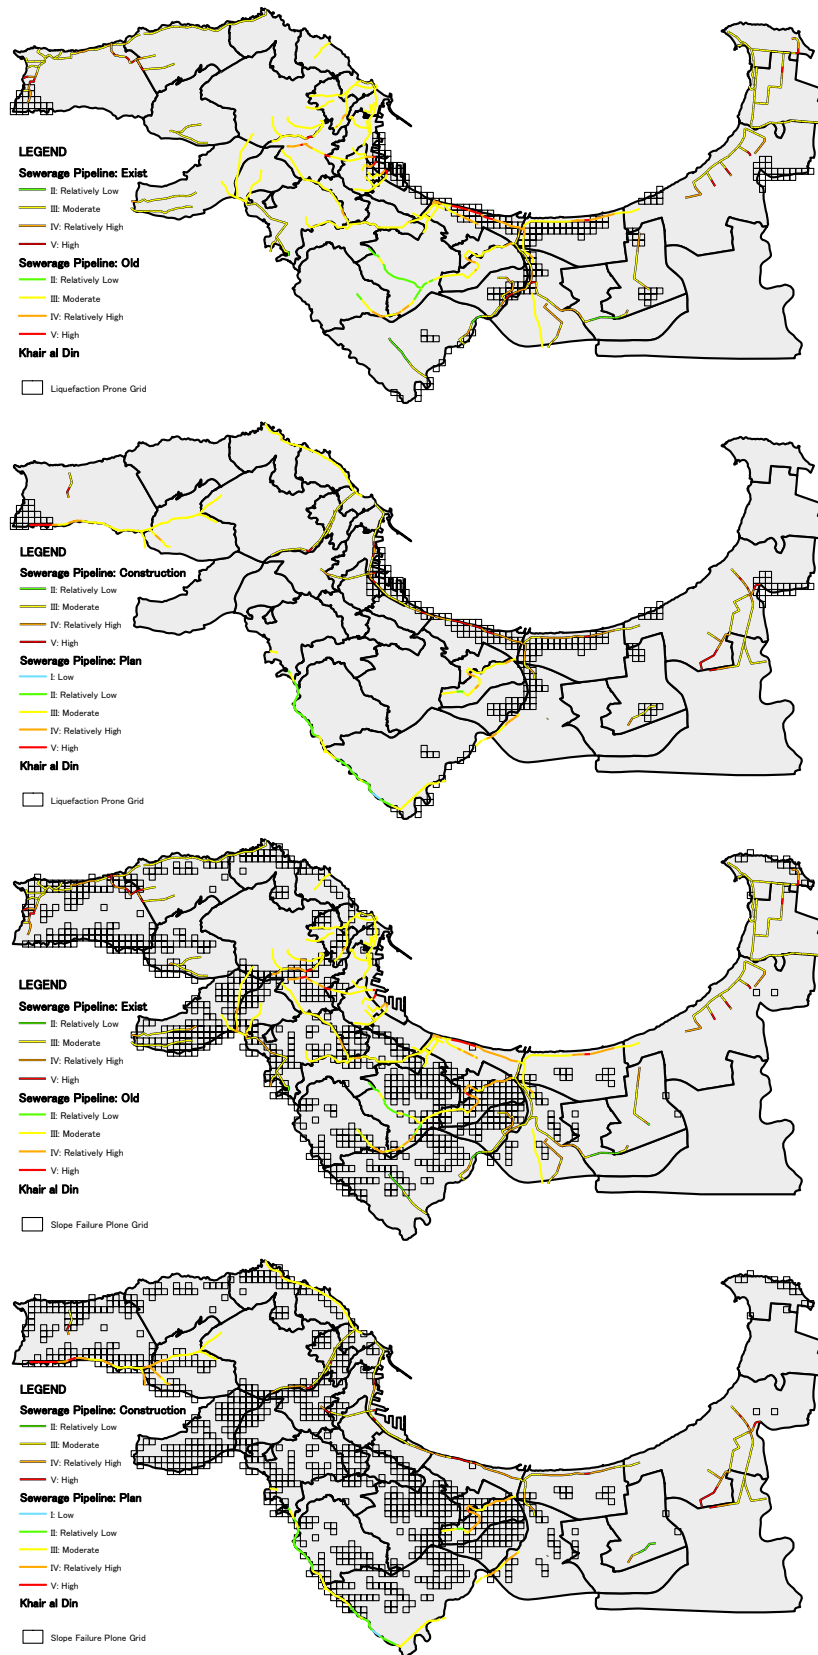 LEGEND
Sewerage Pipeline: Exist
II: Relatively Low
III: Moderate
IV: Relatively High
V: High
Sewerage Pipeline: Old
II: Relatively Low
III: Moderate
IV: Relatively High
V: High
Khair al Din
Liquefaction Prone Grid
LEGEND
Sewerage Pipeline: Construction
II: Relatively Low
III: Moderate
IV: Relatively High
V: High
Sewerage Pipeline: Plan
I: Low
II: Relatively Low
III: Moderate
IV: Relatively High
V: High
Khair al Din
Liquefaction Prone Grid
LEGEND
Sewerage Pipeline: Exist
II: Relatively Low
III: Moderate
IV: Relatively High
V: High
Sewerage Pipeline: Old
II: Relatively Low
III: Moderate
IV: Relatively High
V: High
Khair al Din
Slope Failure Plone Grid
LEGEND
Sewerage Pipeline: Construction
II: Relatively Low
III: Moderate
IV: Relatively High
V: High
Sewerage Pipeline: Plan
I: Low
II: Relatively Low
III: Moderate
IV: Relatively High
V: High
Khair al Din
Slope Failure Plone Grid